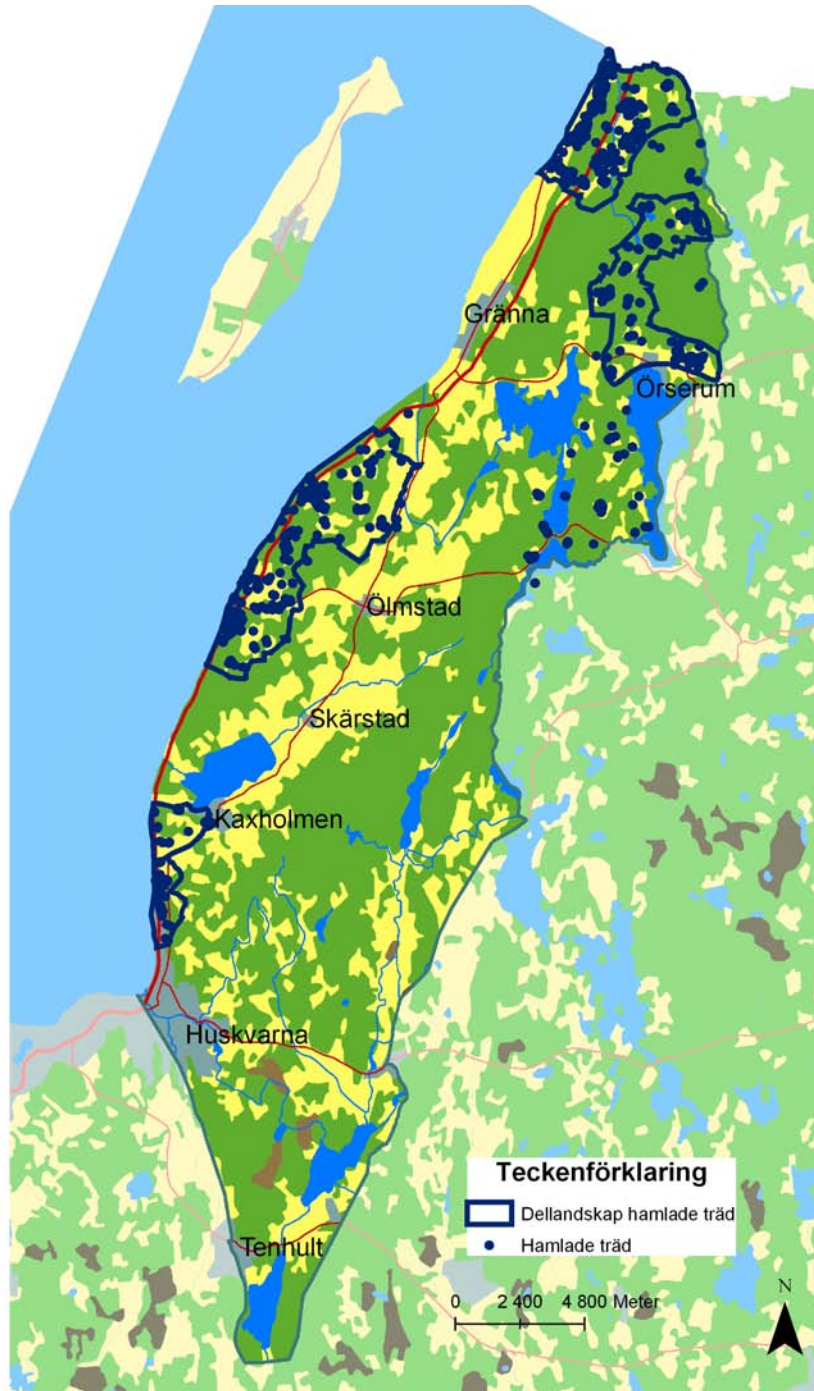 Gränna
Örserum
Ölmstad
Skärstad
Kaxholmen
Huskvarna
Tenhult
Teckenförklaring
Dellandskap hamlade träd
Hamlade träd
0 2 400 4 800 Meter
N